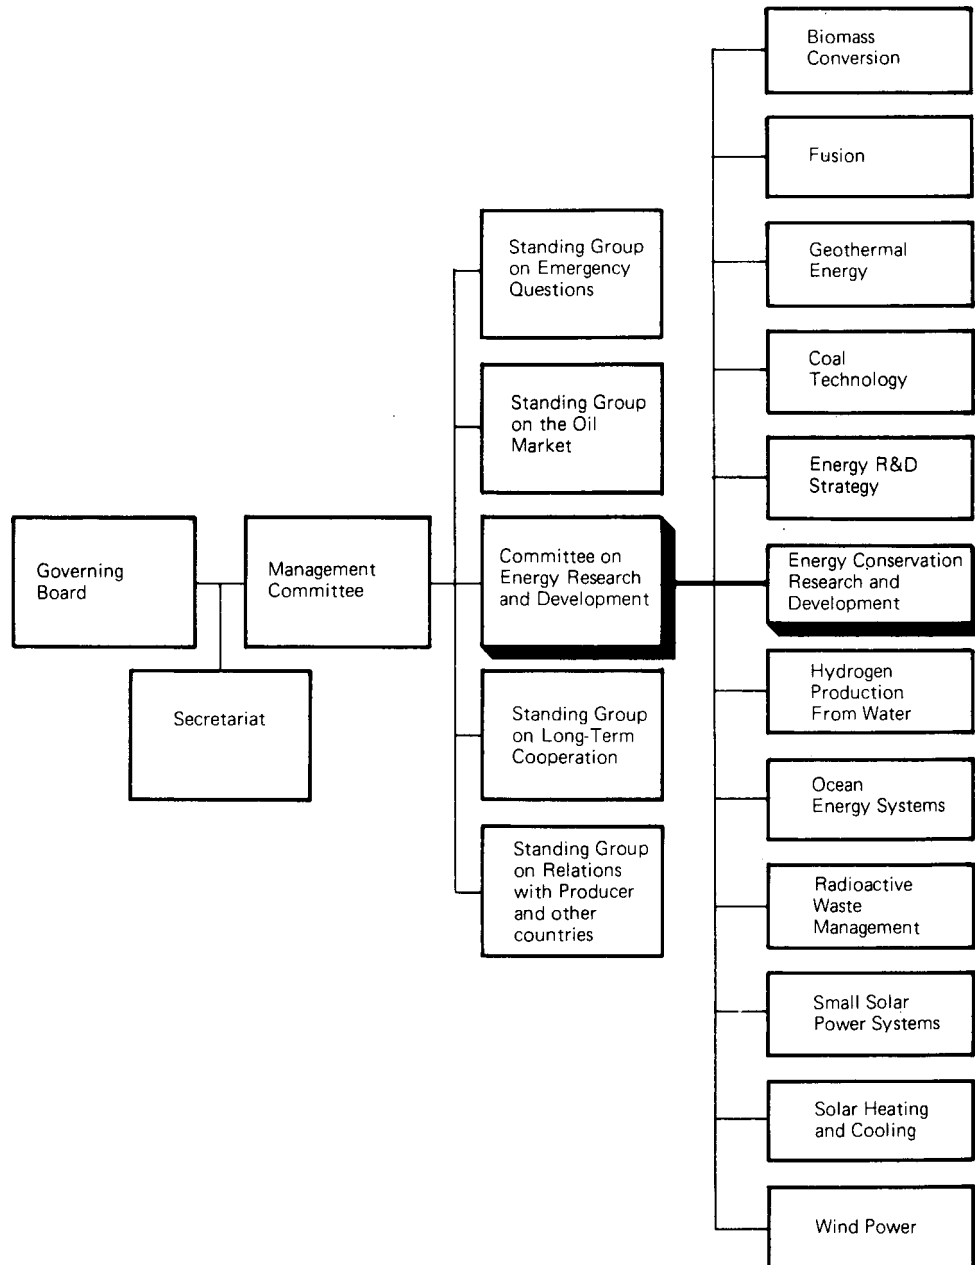 Governing
Board
Secretariat
Management
Committee
Standing Group
on Emergency
Questions
Standing Group
on the Oil
Market
Committee on
Energy Research
and Development
Standing Group
on Long-Term
Cooperation
Standing Group
on Relations
with Producer
and other
countries
Biomass
Conversion
Fusion
Geothermal
Energy
Coal
Technology
Energy R&D
Strategy
Energy Conservation
Research and
Development
Hydrogen
Production
From Water
Ocean
Energy Systems
Radioactive
Waste
Management
Small Solar
Power Systems
Solar Heating
and Cooling
Wind Power